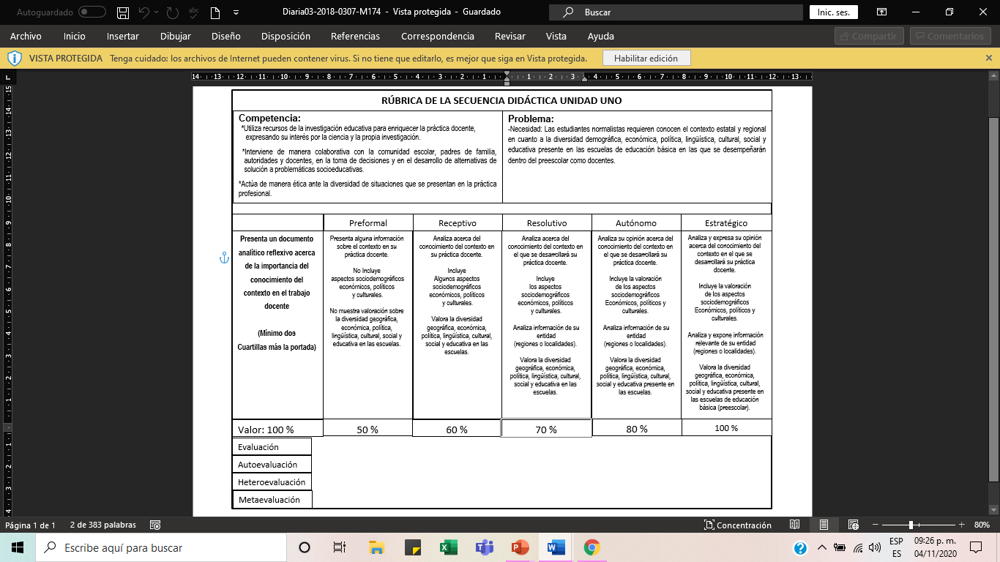 Autoguardado
Diaria03-2018-0307-M174 - Vista protegida - Guardado
Buscar
Inic. ses.
Archivo Inicio Insertar Dibujar Diseño Disposición Referencias Correspondencia Revisar Vista Ayuda
Compartir Comentarios
VISTA PROTEGIDA Tenga cuidado: los archivos de Internet pueden contener virus. Si no tiene que editarlo, es mejor que siga en Vista protegida. Habilitar edición
RÚBRICA DE LA SECUENCIA DIDÁCTICA UNIDAD UNO
Competencia:
*Utiliza recursos de la investigación educativa para enriquecer la práctica docente,
expresando su interés por la ciencia y la propia investigación.
*Interviene de manera colaborativa con la comunidad escolar, padres de familia,
autoridades y docentes, en la toma de decisiones y en el desarrollo de alternativas de
solución a problemáticas socioeducativas.
*Actúa de manera ética ante la diversidad de situaciones que se presentan en la práctica
profesional.
Problema:
-Necesidad: Las estudiantes normalistas requieren conocen el contexto estatal y regional
en cuanto a la diversidad demográfica, económica, política, lingüística, cultural, social y
educativa presente en las escuelas de educación básica en las que se desempeñarán
dentro del preescolar como docentes.
Preformal Receptivo Resolutivo Autónomo Estratégico
Presenta un documento
analítico reflexivo acerca
de la importancia del
conocimiento del
contexto en el trabajo
docente
(Mínimo dos
Cuartillas más la portada)
Presenta alguna información
sobre el contexto en su
práctica docente.
No Incluye
aspectos sociodemográficos
económicos, políticos
y culturales.
No muestra valoración sobre
la diversidad geográfica,
económica, política,
lingüística, cultural, social y
educativa en las escuelas.
Analiza acerca del
conocimiento del contexto en
su práctica docente.
Incluye
Algunos aspectos
sociodemográficos
económicos, políticos
y culturales.
Valora la diversidad
geográfica, económica,
política, lingüística, cultural,
social y educativa en las
escuelas.
Analiza acerca del
conocimiento del contexto en
el que se desarrollará su
práctica docente.
Incluye
los aspectos
sociodemográficos
económicos, políticos
y culturales.
Analiza información de su
entidad
(regiones o localidades).
Valora la diversidad
geográfica, económica,
política, lingüística, cultural,
social y educativa en las
escuelas.
Analiza su opinión acerca del
conocimiento del contexto en
el que se desarrollará su
práctica docente.
Incluye la valoración
de los aspectos
sociodemográficos
Económicos, políticos y
culturales.
Analiza información de su
entidad
(regiones o localidades).
Valora la diversidad
geográfica, económica,
política, lingüística, cultural,
social y educativa presente en
las escuelas.
Analiza y expresa su opinión
acerca del conocimiento del
contexto en el que se
desarrollará su práctica
docente.
Incluye la valoración
de los aspectos
sociodemográficos
Económicos, políticos y
culturales.
Analiza y expone información
relevante de su entidad
(regiones o localidades).
Valora la diversidad
geográfica, económica,
política, lingüística, cultural,
social y educativa presente en
las escuelas de educación
básica (preescolar).
Valor: 100 % 50 % 60 % 70 % 80 % 100 %
Evaluación
Autoevaluación
Heteroevaluación
Metaevaluación
Página 1 de 1 2 de 383 palabras Concentración 80%
Escribe aquí para buscar
ESP
ES
09:26 p. m.
04/11/2020